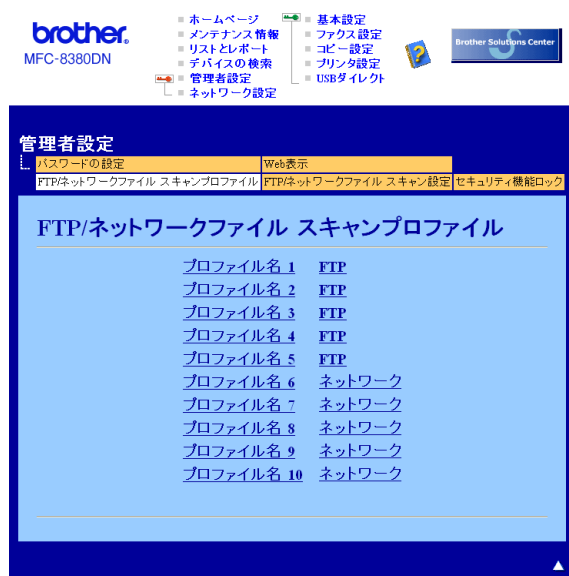 brother®
MFC-8380DN
ホームページ
メンテナンス情報
リストとレポート
デバイスの検索
管理者設定
ネットワーク設定
基本設定
ファクス設定
コピー設定
プリンタ設定
USBダイレクト
Brother Solutions Center
管理者設定
パスワードの設定 Web表示
FTP/ネットワークファイル スキャンプロファイル FTP/ネットワークファイル スキャン設定 セキュリティ機能ロック
FTP/ネットワークファイル スキャンプロファイル
プロファイル名 1 FTP
プロファイル名 2 FTP
プロファイル名 3 FTP
プロファイル名 4 FTP
プロファイル名 5 FTP
プロファイル名 6 ネットワーク
プロファイル名 7 ネットワーク
プロファイル名 8 ネットワーク
プロファイル名 9 ネットワーク
プロファイル名 10 ネットワーク